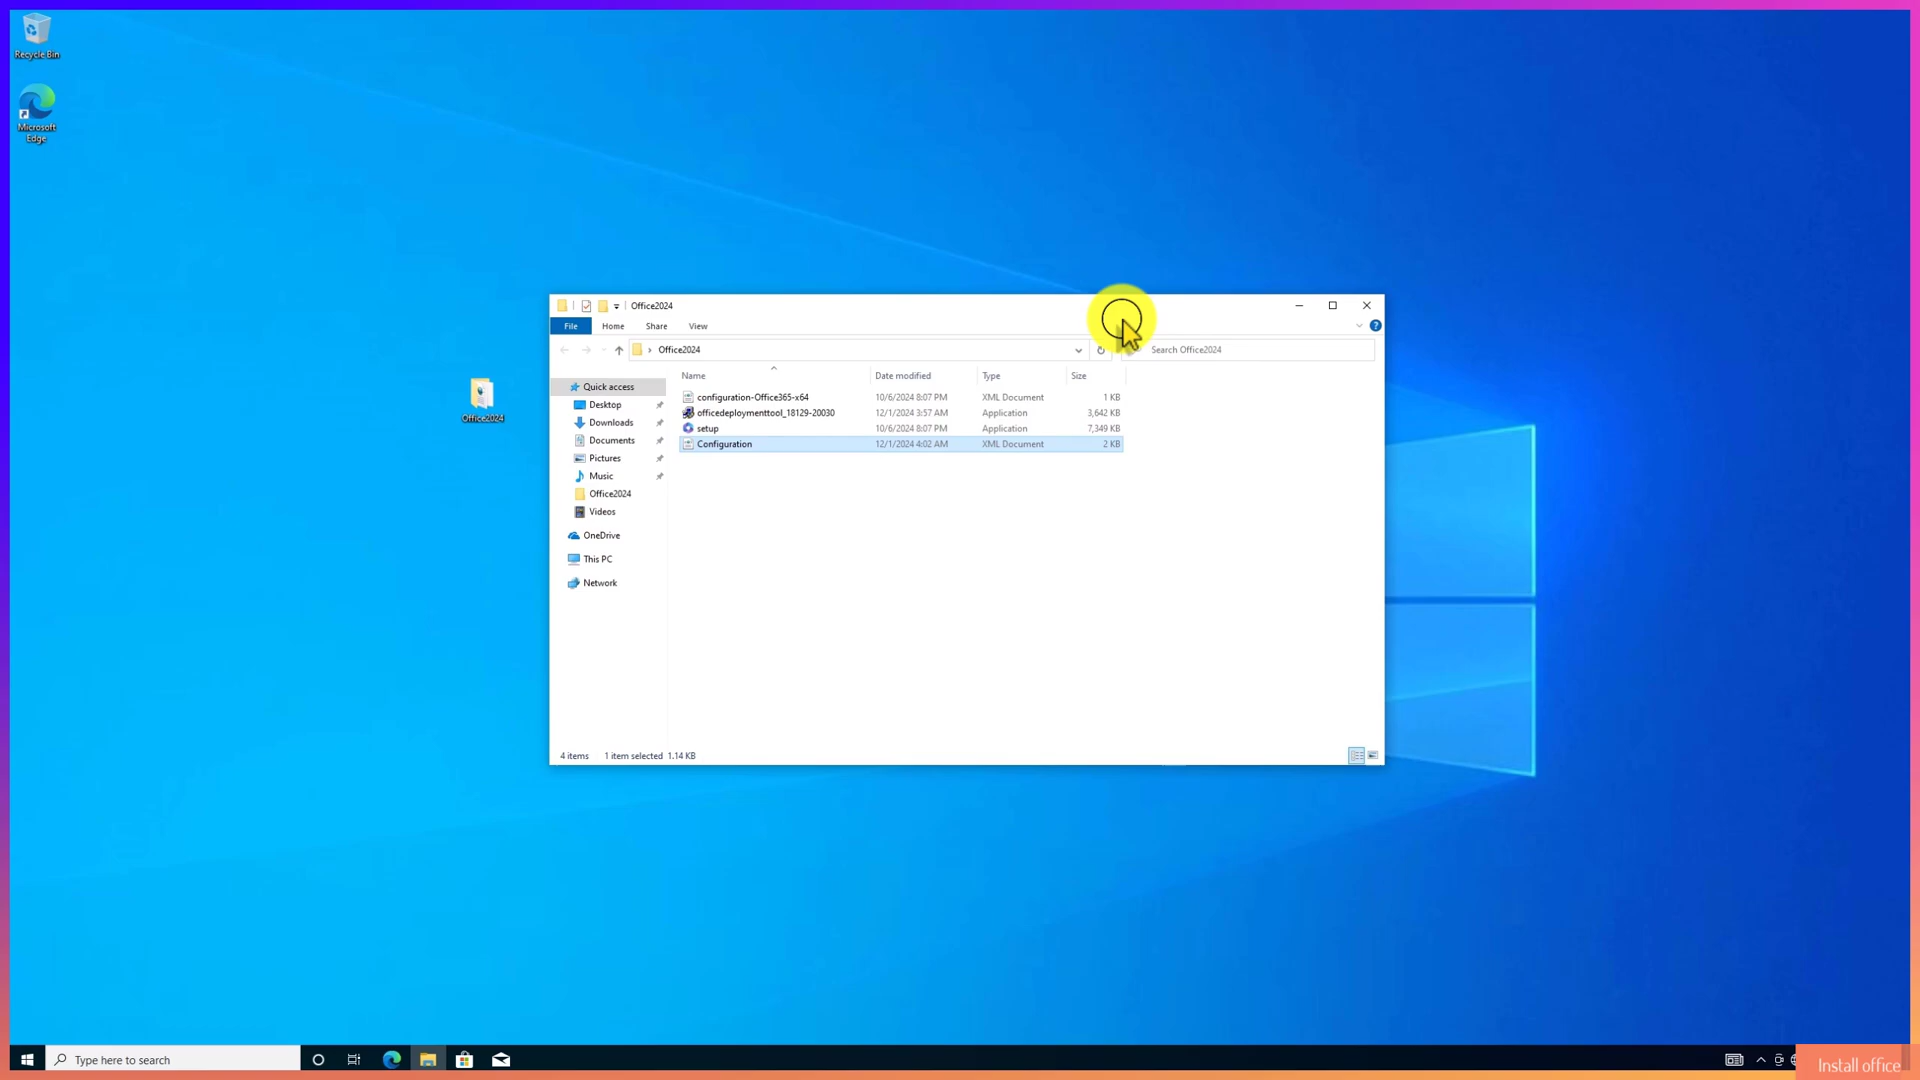 Recycle Bin
Microsoft
Edge
Office2024
Office2024
File Home Share View
Office2024
Search Office2024
Name Date modified Type Size
configuration-Office365-x64 10/6/2024 8:07 PM XML Document 1 KB
officedeploymenttool_18129-20030 12/1/2024 3:57 AM Application 3,642 KB
setup 10/6/2024 8:07 PM Application 7,349 KB
Configuration 12/1/2024 4:02 AM XML Document 2 KB
Quick access
Desktop
Downloads
Documents
Pictures
Music
Office2024
Videos
OneDrive
This PC
Network
4 items 1 item selected 1.14 KB
Type here to search
Install office